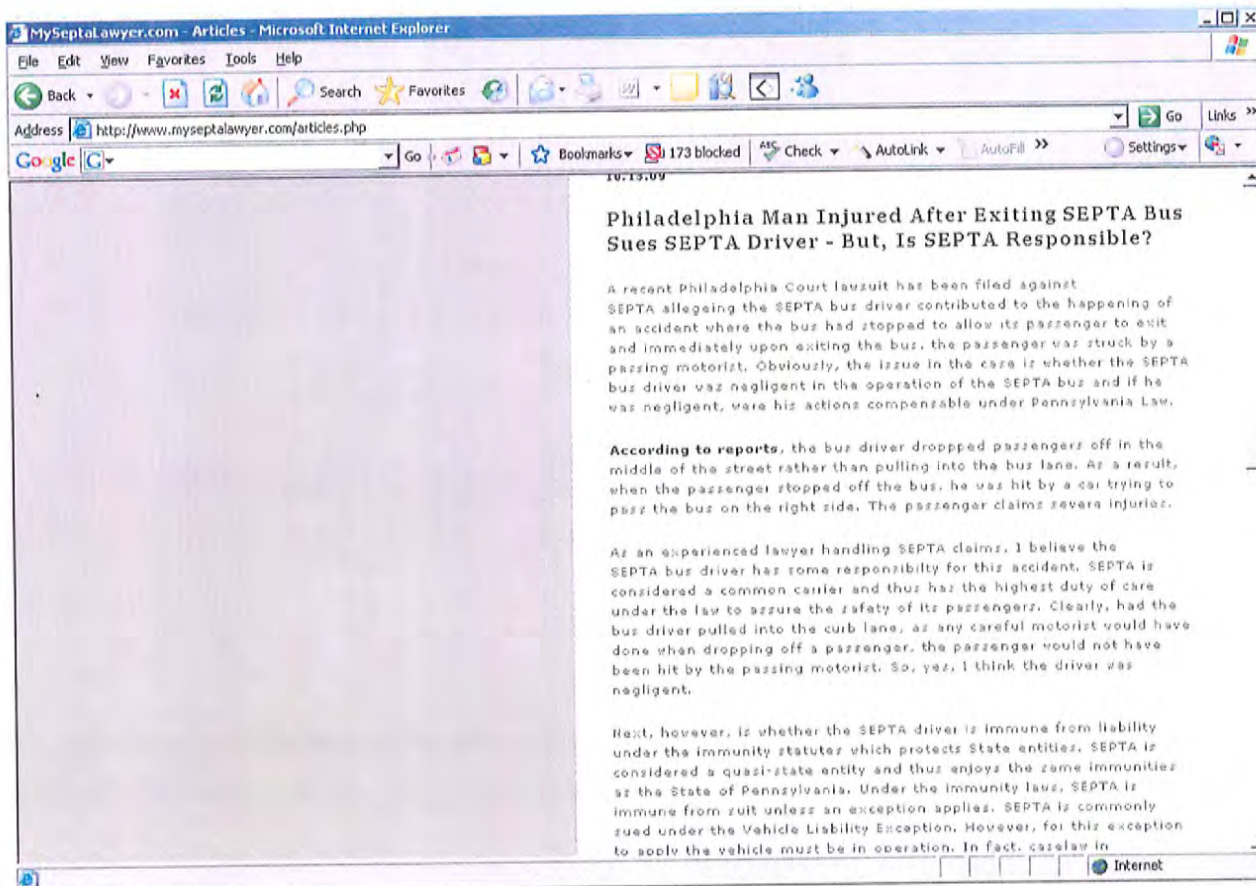 MySeptaLawyer.com - Articles - Microsoft Internet Explorer
File Edit View Favorites Tools Help
Back Search Favorites
Address http://www.myseptalawyer.com/articles.php Go Links »
Google G Go Bookmarks 173 blocked ABC Check AutoLink AutoFill » Settings
10.15.09
Philadelphia Man Injured After Exiting SEPTA Bus
Sues SEPTA Driver - But, Is SEPTA Responsible?
A recent Philadelphia Court lawsuit has been filed against
SEPTA allegeing the SEPTA bus driver contributed to the happening of
an accident where the bus had stopped to allow its passenger to exit
and immediately upon exiting the bus, the passenger was struck by a
passing motorist. Obviously, the issue in the case is whether the SEPTA
bus driver was negligent in the operation of the SEPTA bus and if he
was negligent, were his actions compensable under Pennsylvania Law.
According to reports, the bus driver droppped passengers off in the
middle of the street rather than pulling into the bus lane. As a result,
when the passenger stopped off the bus, he was hit by a car trying to
pass the bus on the right side. The passenger claims severe injuries.
As an experienced lawyer handling SEPTA claims, I believe the
SEPTA bus driver has some responsibilty for this accident. SEPTA is
considered a common carrier and thus has the highest duty of care
under the law to assure the safety of its passengers. Clearly, had the
bus driver pulled into the curb lane, as any careful motorist would have
done when dropping off a passenger, the passenger would not have
been hit by the passing motorist. So, yes, I think the driver was
negligent.
Next, however, is whether the SEPTA driver is immune from liability
under the immunity statutes which protects State entities. SEPTA is
considered a quasi-state entity and thus enjoys the same immunities
as the State of Pennsylvania. Under the immunity laws, SEPTA is
immune from suit unless an exception applies. SEPTA is commonly
sued under the Vehicle Liability Exception. However, for this exception
to apply the vehicle must be in operation. In fact, caselaw in
Internet